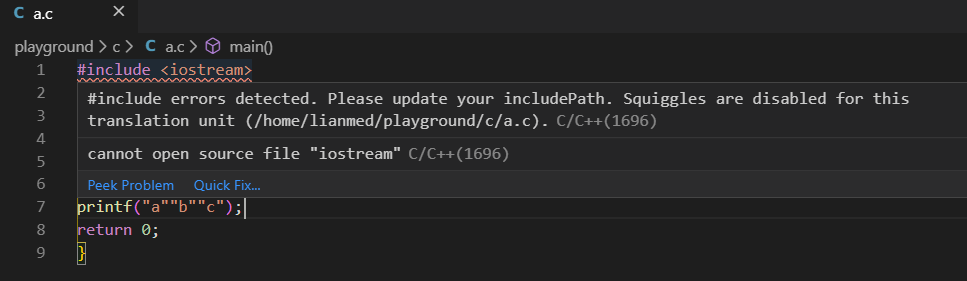 C a.c ×
playground > c > C a.c > main()
1 #include <iostream>
2 #include errors detected. Please update your includePath. Squiggles are disabled for this
3 translation unit (/home/lianmed/playground/c/a.c). C/C++(1696)
4
5 cannot open source file "iostream" C/C++(1696)
6 Peek Problem Quick Fix...
7 printf("a""b""c");
8 return 0;
9 }